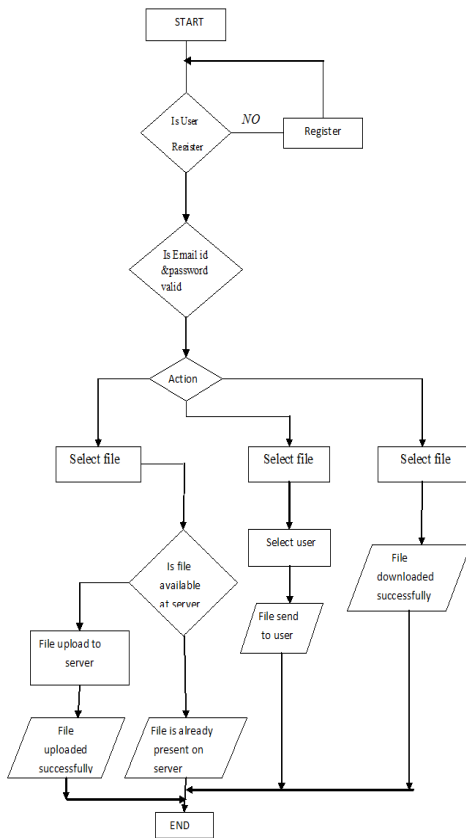 START
Is User
Register
NO
Register
Is Email id
&password
valid
Action
Select file
Select file
Select file
Is file
available
at server
Select user
File
downloaded
successfully
File upload to
server
File send
to user
File
uploaded
successfully
File is already
present on
server
END